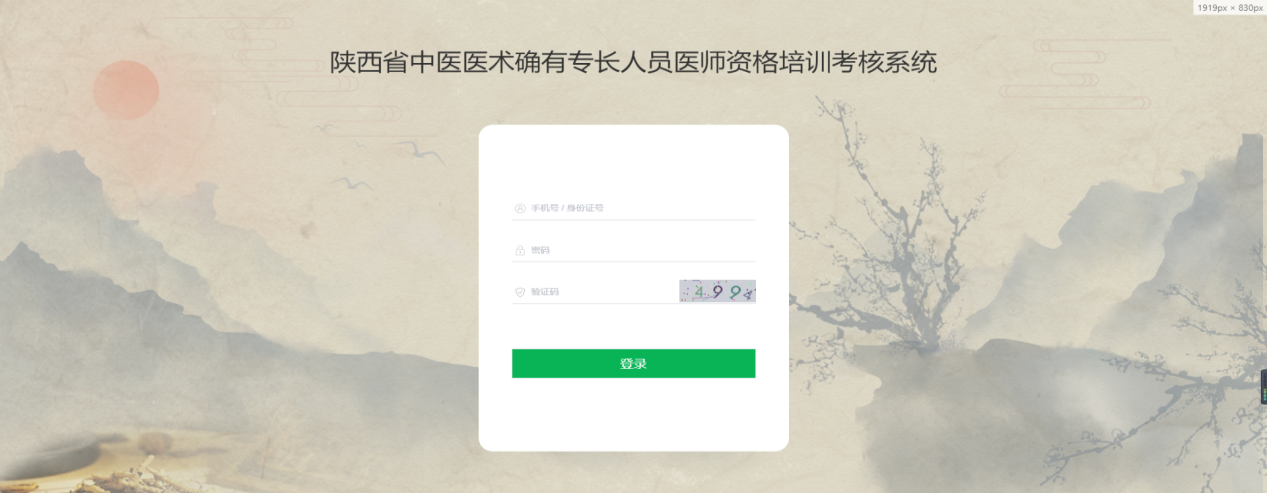 1919px × 830px
陕西省中医医术确有专长人员医师资格培训考核系统
手机号 / 身份证号
密码
验证码
499
登录